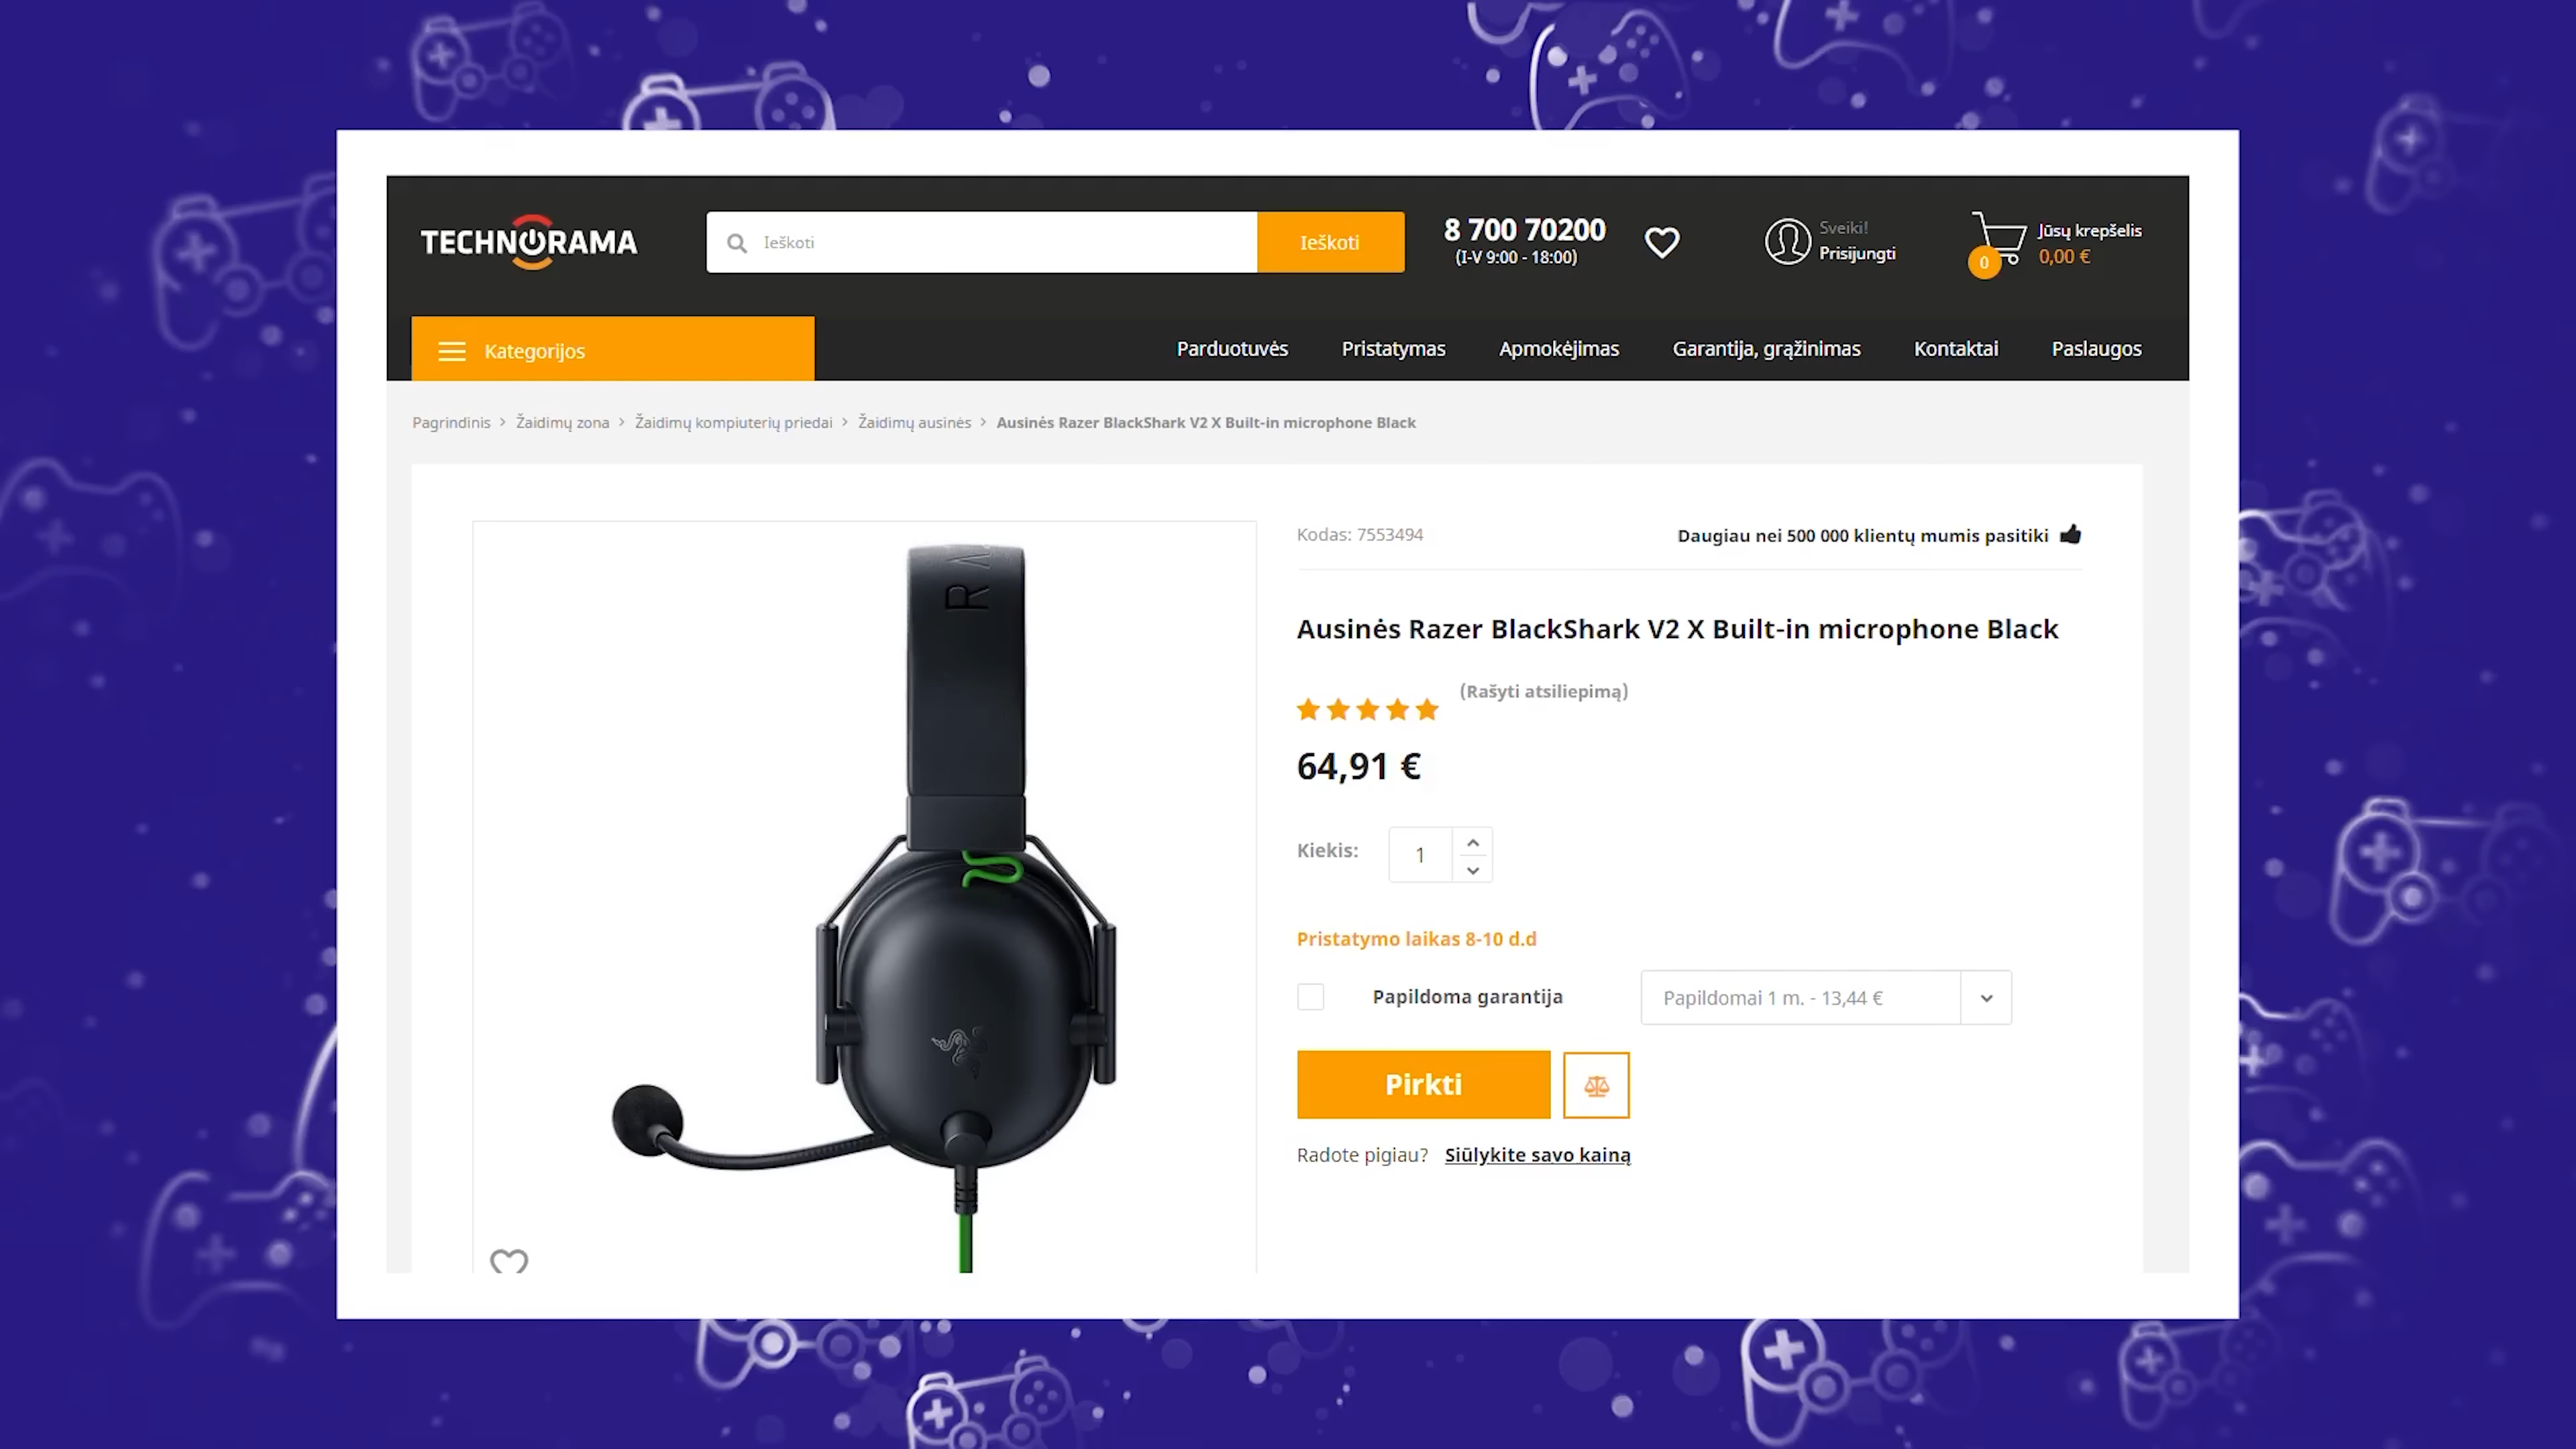 TECHNORAMA
Ieškoti
Ieškoti
8 700 70200
(I-V 9:00 - 18:00)
Sveiki!
Prisijungti
0
Jūsų krepšelis
0,00 €
Kategorijos
Parduotuvės
Pristatymas
Apmokėjimas
Garantija, grąžinimas
Kontaktai
Paslaugos
Pagrindinis > Žaidimų zona > Žaidimų kompiuterių priedai > Žaidimų ausinės > Ausinės Razer BlackShark V2 X Built-in microphone Black
Kodas: 7553494
Daugiau nei 500 000 klientų mumis pasitiki
Ausinės Razer BlackShark V2 X Built-in microphone Black
(Rašyti atsiliepimą)
64,91 €
Kiekis:
1
Pristatymo laikas 8-10 d.d
Papildoma garantija
Papildomai 1 m. - 13,44 €
Pirkti
Radote pigiau? Siūlykite savo kainą